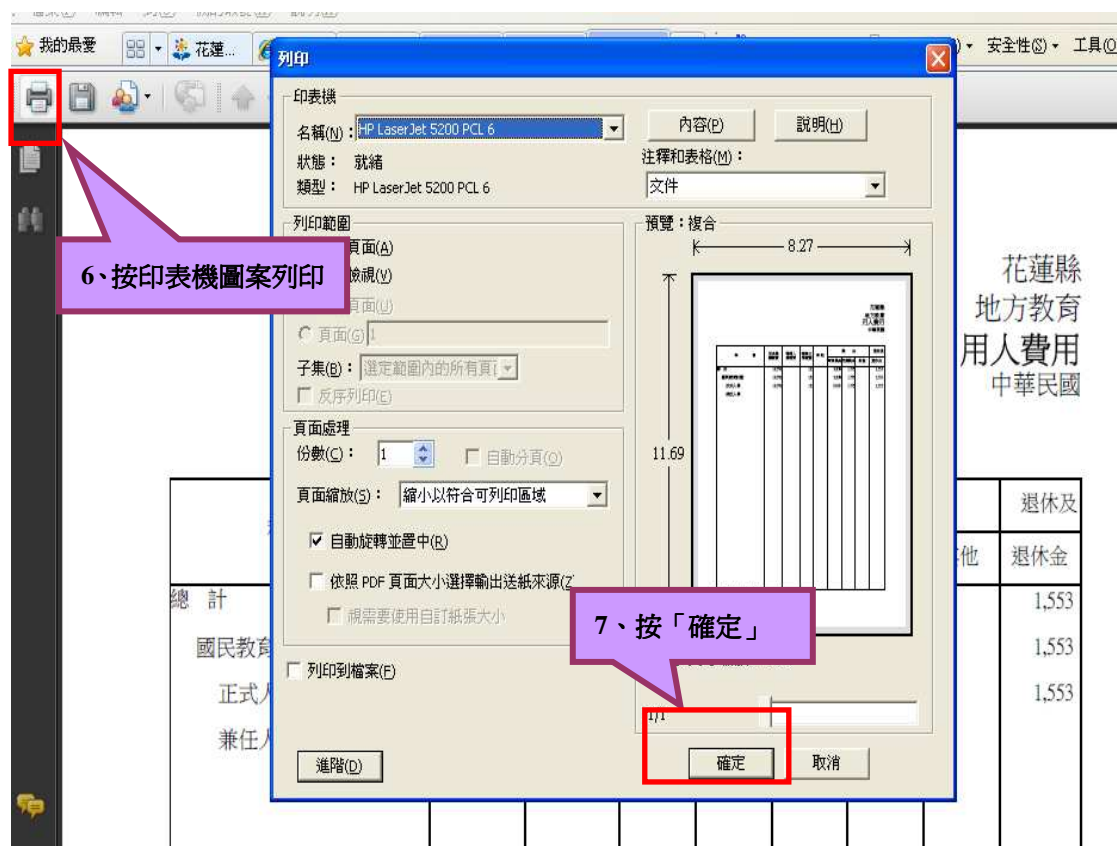 我的最愛
花蓮...
安全性(S)
工具(O
列印
印表機
名稱(N)：
HP LaserJet 5200 PCL 6
內容(P)
說明(H)
狀態：
就緒
注釋和表格(M)：
類型：
HP LaserJet 5200 PCL 6
文件
列印範圍
預覽：複合
頁面(A)
8.27
6、按印表機圖案列印
檢視(V)
花蓮縣
頁面(U)
地方教育
頁面(G)
1
用人費用
子集(B)：
選定範圍內的所有頁面
中華民國
反序列印(E)
頁面處理
份數(C)：
1
自動分頁(O)
11.69
頁面縮放(S)：
縮小以符合可列印區域
退休及
自動旋轉並置中(R)
他
退休金
依照 PDF 頁面大小選擇輸出送紙來源(Z
總 計
1,553
視需要使用自訂紙張大小
7、按「確定」
國民教育
1,553
列印到檔案(F)
正式人
1,553
1/1
兼任人
進階(D)
確定
取消